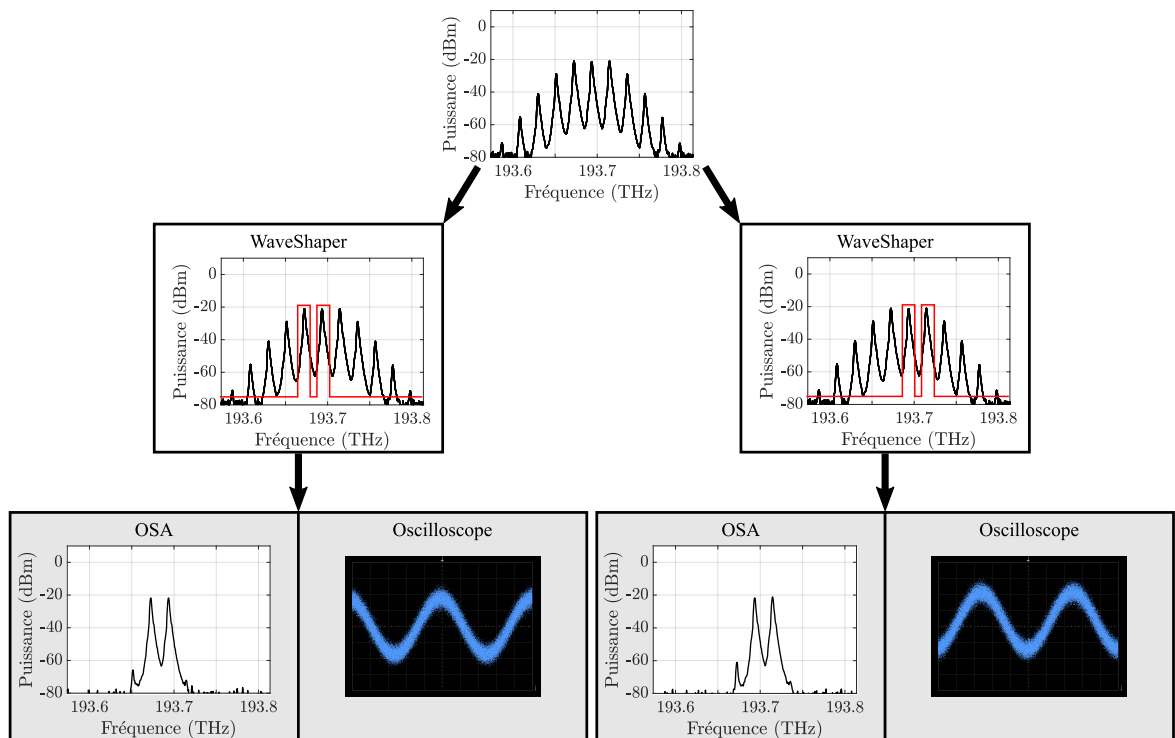 Puissance (dBm)
0
-20
-40
-60
-80
193.6 193.7 193.8
Fréquence (THz)
WaveShaper
Puissance (dBm)
0
-20
-40
-60
-80
193.6 193.7 193.8
Fréquence (THz)
WaveShaper
Puissance (dBm)
0
-20
-40
-60
-80
193.6 193.7 193.8
Fréquence (THz)
OSA
Puissance (dBm)
0
-20
-40
-60
-80
193.6 193.7 193.8
Fréquence (THz)
Oscilloscope
OSA
Puissance (dBm)
0
-20
-40
-60
-80
193.6 193.7 193.8
Fréquence (THz)
Oscilloscope